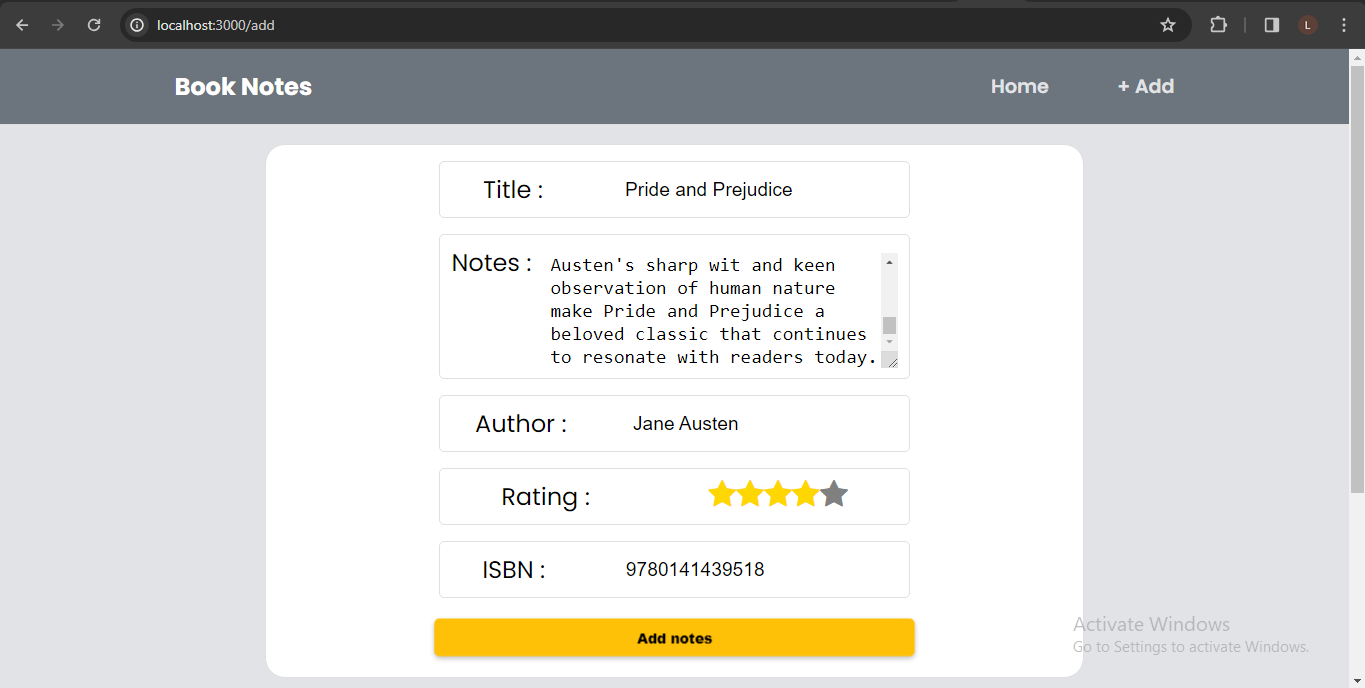 localhost:3000/add
L
Book Notes Home + Add
Title : Pride and Prejudice
Notes : Austen's sharp wit and keen
observation of human nature
make Pride and Prejudice a
beloved classic that continues
to resonate with readers today.
Author : Jane Austen
Rating :
ISBN : 9780141439518
Add notes
Activate Windows
Go to Settings to activate Windows.